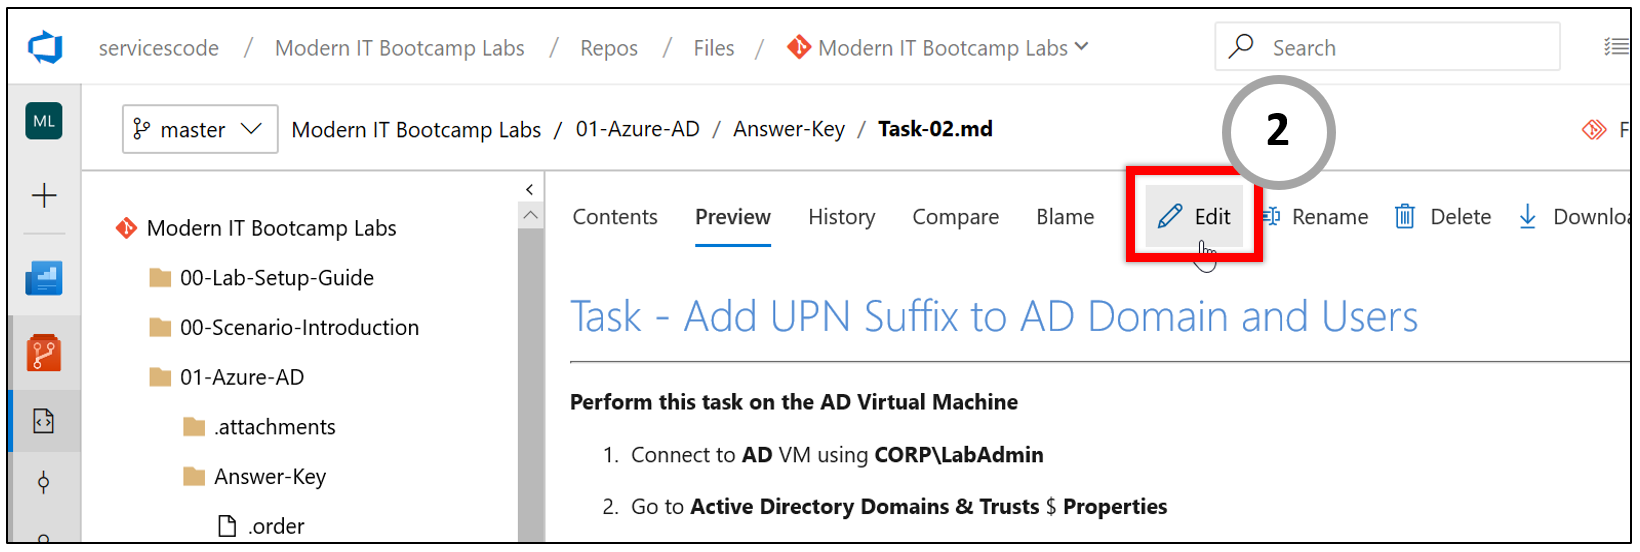 servicescode / Modern IT Bootcamp Labs / Repos / Files / Modern IT Bootcamp Labs
Search
ML
master
Modern IT Bootcamp Labs / 01-Azure-AD / Answer-Key / Task-02.md
2
F
Modern IT Bootcamp Labs
00-Lab-Setup-Guide
00-Scenario-Introduction
01-Azure-AD
.attachments
Answer-Key
.order
Contents Preview History Compare Blame Edit Rename Delete Downloa
Task - Add UPN Suffix to AD Domain and Users
Perform this task on the AD Virtual Machine
1. Connect to AD VM using CORP\LabAdmin
2. Go to Active Directory Domains & Trusts $ Properties